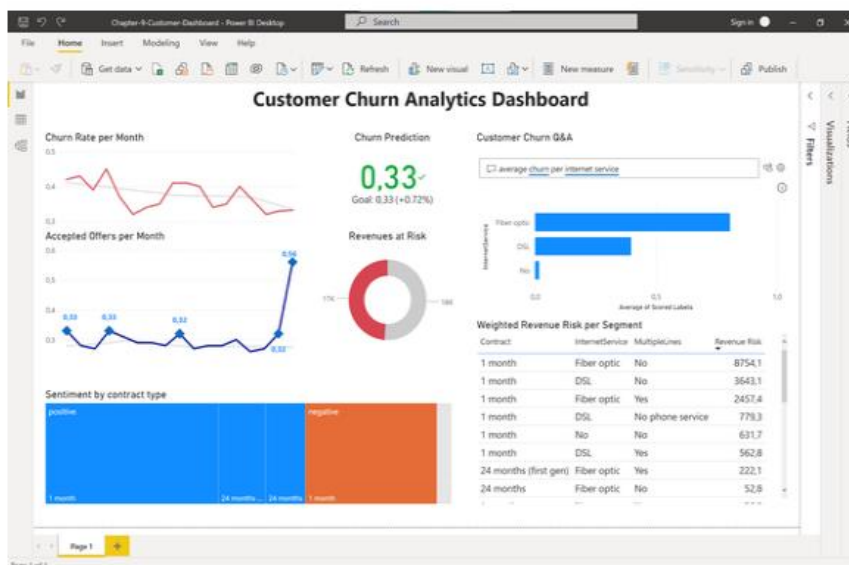 Chapter-9-Customer-Dashboard - Power BI Desktop
Search
Sign in
File Home Insert Modeling View Help
Get data
Refresh
New visual
New measure
Sensitivity
Publish
Customer Churn Analytics Dashboard
Churn Rate per Month
0,5
0,4
0,3
Churn Prediction
0,33
Goal: 0,33 (+0.72%)
Customer Churn Q&A
average churn per internet service
InternetService
Fiber optic
DSL
No
0,0 0,5 1,0
Average of Scored Labels
Accepted Offers per Month
0,6
0,5
0,4
0,3
0,33
0,33
0,32
0,32
0,56
Revenues at Risk
17K
18K
Weighted Revenue Risk per Segment
Contract InternetService MultipleLines Revenue Risk
1 month Fiber optic No 8754,1
1 month DSL No 3643,1
1 month Fiber optic Yes 2457,4
1 month DSL No phone service 779,3
1 month No No 631,7
1 month DSL Yes 562,8
24 months (first gen) Fiber optic Yes 222,1
24 months Fiber optic No 52,8
Sentiment by contract type
positive
negative
1 month
24 months ...
24 months
1 month
Filters
Visualizations
Page 1